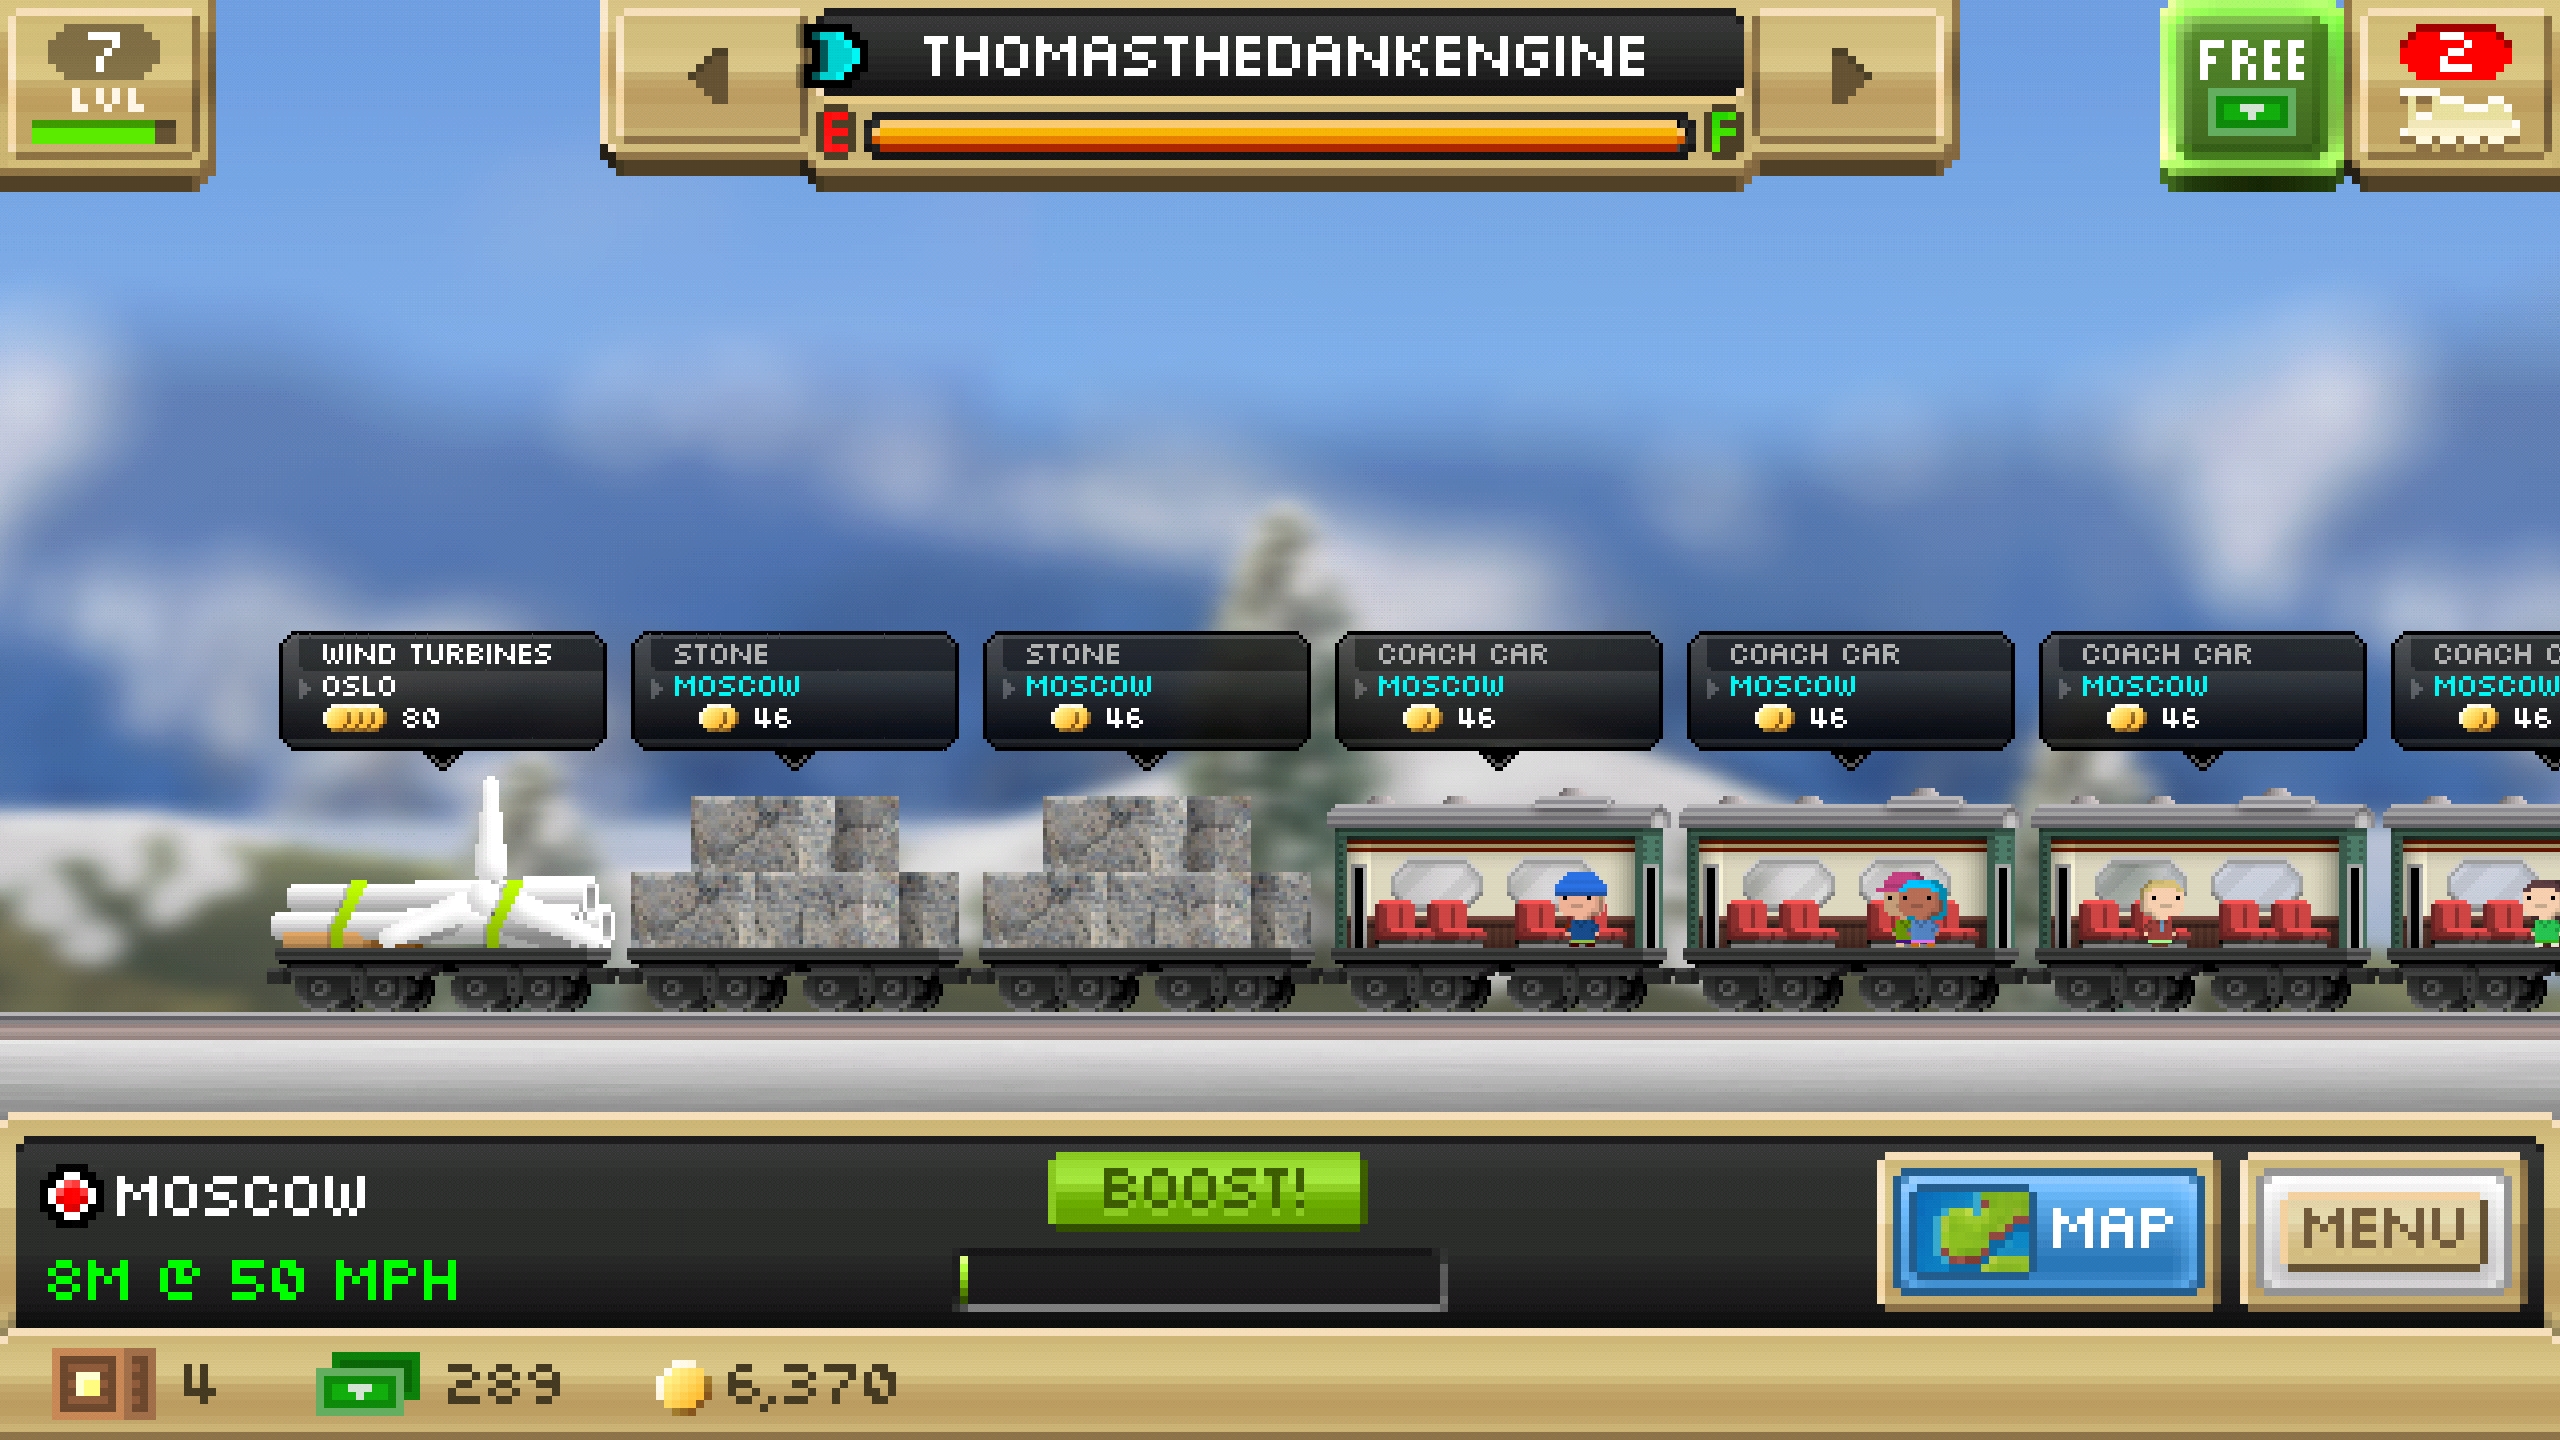 7
LVL
THOMASTHEDANKENGINE
E
F
FREE
2
WIND TURBINES
OSLO
80
STONE
MOSCOW
46
STONE
MOSCOW
46
COACH CAR
MOSCOW
46
COACH CAR
MOSCOW
46
COACH CAR
MOSCOW
46
COACH C
MOSCOW
46
MOSCOW
8M @ 50 MPH
BOOST!
MAP
MENU
4
289
6,370